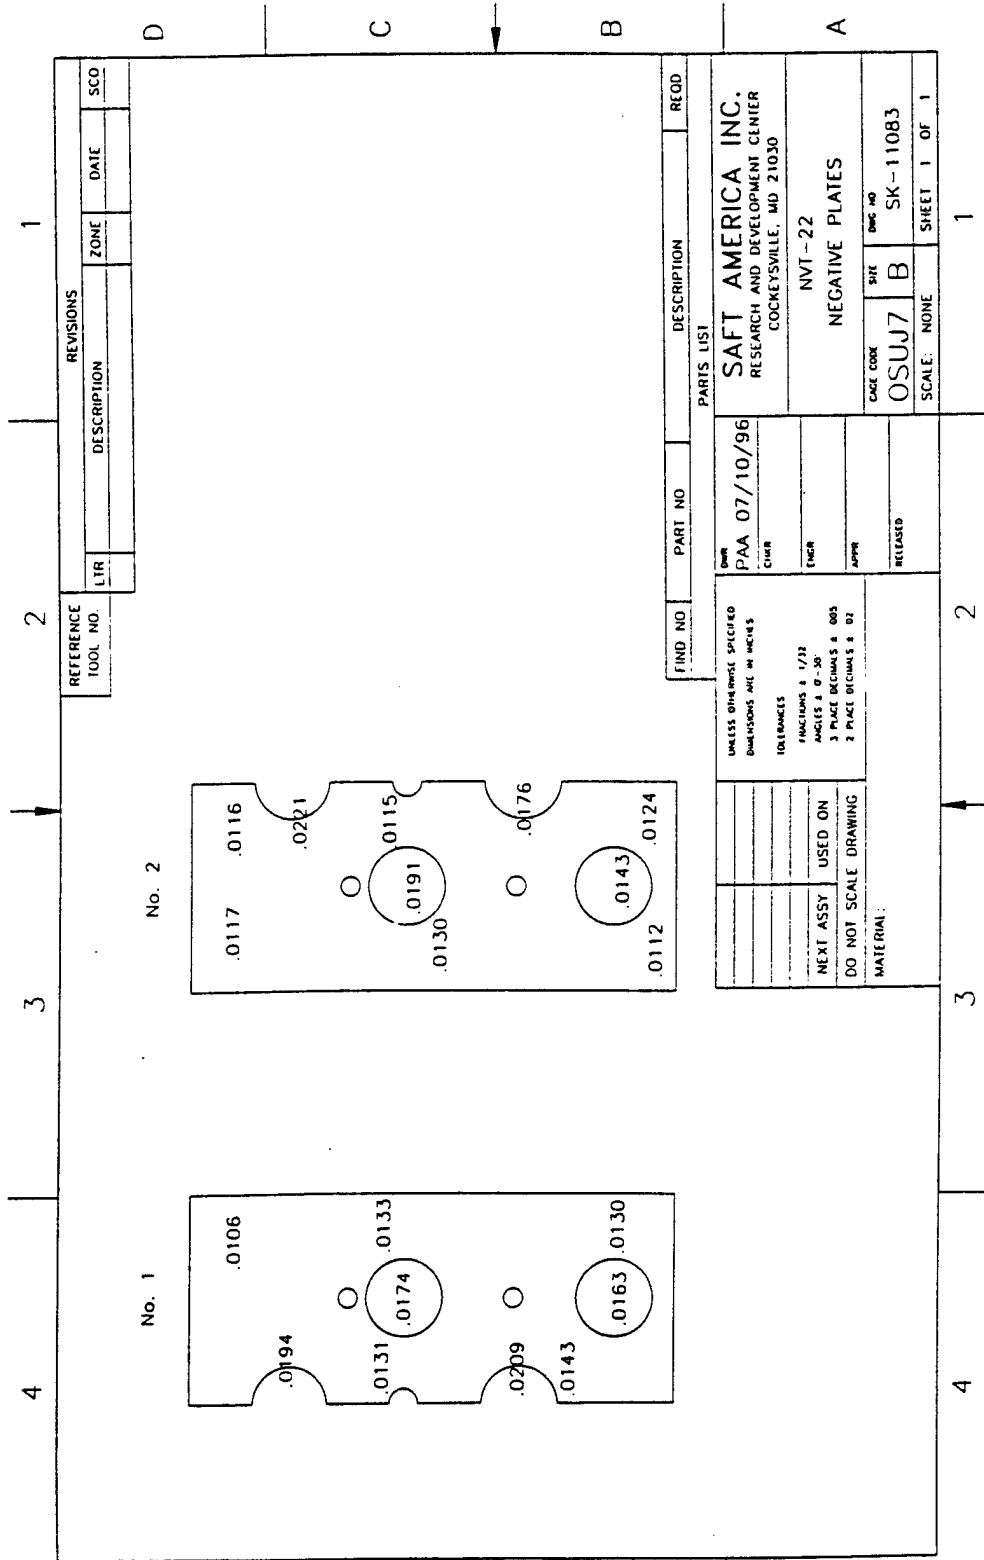 4
3
2
1
D
C
B
A
REFERENCE
TOOL NO.
REVISIONS
LTR
DESCRIPTION
ZONE
DATE
SCO
No. 1
.0106
.0194
.0133
.0131
.0174
.0209
.0143
.0163
.0130
No. 2
.0117
.0116
.0221
.0115
.0191
.0130
.0176
.0143
.0112
.0124
FIND NO
PART NO
DESCRIPTION
REQD
PARTS LIST
NEXT ASSY
USED ON
DO NOT SCALE DRAWING
MATERIAL:
UNLESS OTHERWISE SPECIFIED
DIMENSIONS ARE IN INCHES
TOLERANCES
FRACTIONS ± 1/32
ANGLES ± 0°-30'
3 PLACE DECIMALS ± 005
2 PLACE DECIMALS ± 02
DWR
PAA 07/10/96
CHKR
ENGR
APPR
RELEASED
SAFT AMERICA INC.
RESEARCH AND DEVELOPMENT CENTER
COCKEYSVILLE, MD 21030
NVT-22
NEGATIVE PLATES
CAGE CODE
OSUJ7
SIZE
B
DWG NO
SK-11083
SCALE: NONE
SHEET 1 OF 1
4
3
2
1